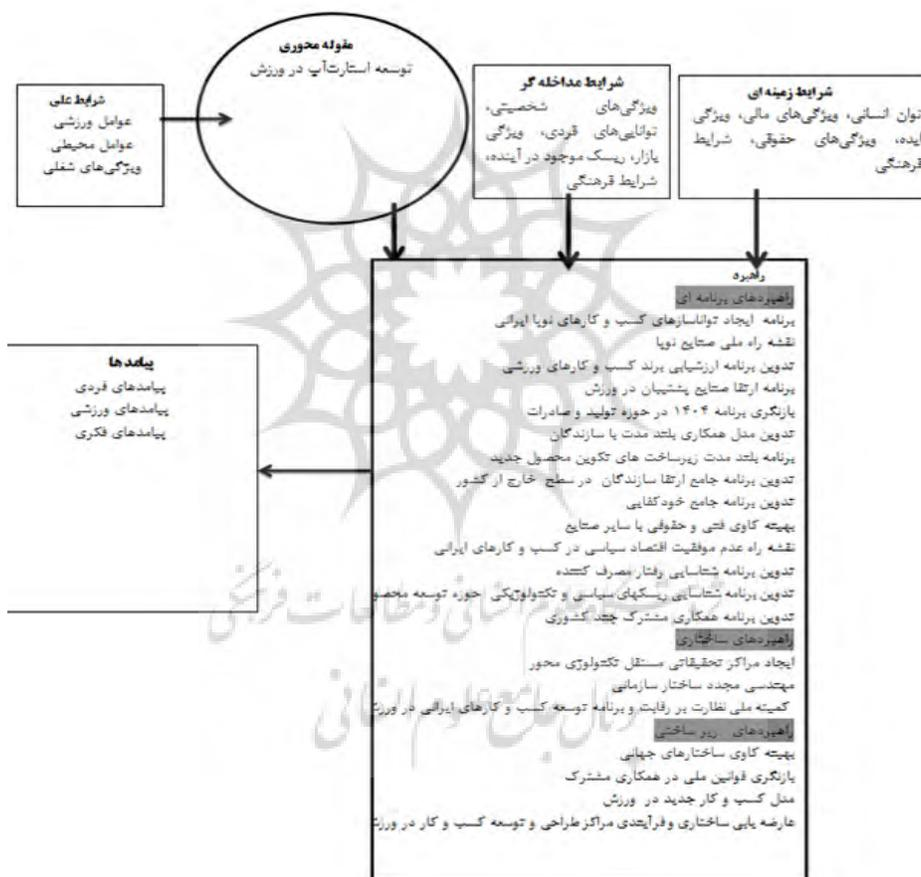 مقوله محوری
توسعه استارت‌آپ در ورزش
شرایط علی
عوامل ورزشی
عوامل محیطی
ویژگی‌های شغلی
شرایط مداخله گر
ویژگی‌های شخصیتی،
توانایی‌های فردی، ویژگی
بازار، ریسک موجود در آینده،
شرایط فرهنگی
شرایط زمینه ای
توان انسانی، ویژگی‌های مالی، ویژگی
ایده، ویژگی‌های حقوقی، شرایط
فرهنگی
راهبرد
راهبردهای برنامه ای
برنامه ایجاد تواناسازهای کسب و کارهای نوپا ایرانی
نقشه راه ملی صنایع نوپا
تدوین برنامه ارزشیابی برند کسب و کارهای ورزشی
برنامه ارتقا صنایع پشتیبان در ورزش
بازنگری برنامه ۱۴۰۴ در حوزه تولید و صادرات
تدوین مدل همکاری بلند مدت با سازندگان
برنامه بلند مدت زیرساخت های تکوین محصول جدید
تدوین برنامه جامع ارتقا سازندگان در سطح خارج از کشور
تدوین برنامه جامع خودکفایی
بهینه کاوی فنی و حقوقی با سایر صنایع
نقشه راه عدم موفقیت اقتصاد سیاسی در کسب و کارهای ایرانی
تدوین برنامه شناسایی رفتار مصرف کننده
تدوین برنامه شناسایی ریسکهای سیاسی و تکنولوژیکی حوزه توسعه محصو
تدوین برنامه همکاری مشترک چند کشوری
راهبردهای ساختاری
ایجاد مراکز تحقیقاتی مستقل تکنولوژی محور
مهندسی مجدد ساختار سازمانی
کمیته ملی نظارت بر رقابت و برنامه توسعه کسب و کارهای ایرانی در ورزش
راهبردهای زیر ساختی
بهینه کاوی ساختارهای جهانی
بازنگری قوانین ملی در همکاری مشترک
مدل کسب و کار جدید در ورزش
عارضه یابی ساختاری و فرآیندی مراکز طراحی و توسعه کسب و کار در ورزش
پیامدها
پیامدهای فردی
پیامدهای ورزشی
پیامدهای فکری
پژوهشگاه علوم انسانی و مطالعات فرهنگی
پرتال جامع علوم انسانی